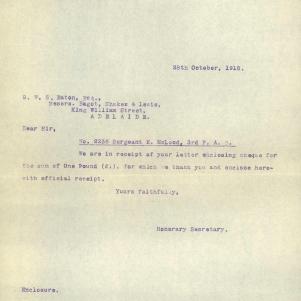 28th October, 1918.
G. W. G. Eaton, Esq.,
Messrs. Bagot, Shakes & Lewis,
King William Street,
ADELAIDE.
Dear Sir,
No. 2236 Sergeant E. McLeod, 3rd F. A. B.
We are in receipt of your letter enclosing cheque for
the sum of One Pound (£1). For which we thank you and enclose here-
with official receipt.
Yours faithfully,
Honorary Secretary.
Enclosure.